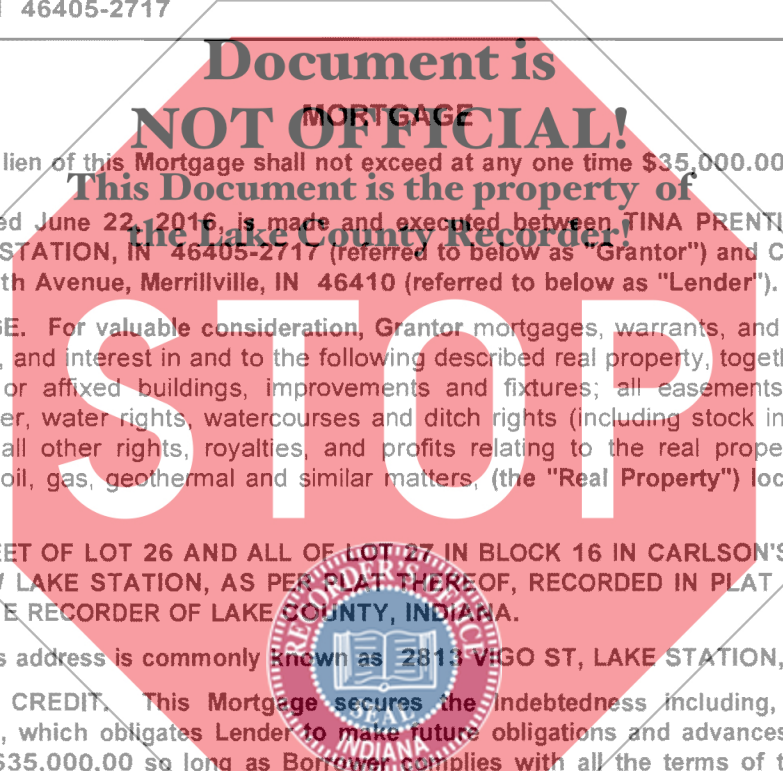 46405-2717
Document is
MORTGAGE
NOT OFFICIAL!
lien of this Mortgage shall not exceed at any one time $35,000.00
This Document is the property of
ed June 22, 2016, is made and executed between TINA PRENTI
the Lake County Recorder!
STATION, IN 46405-2717 (referred to below as "Grantor") and C
th Avenue, Merrillville, IN 46410 (referred to below as "Lender").
GE. For valuable consideration, Grantor mortgages, warrants, and
, and interest in and to the following described real property, togeth
or affixed buildings, improvements and fixtures; all easements
er, water rights, watercourses and ditch rights (including stock in
all other rights, royalties, and profits relating to the real prope
oil, gas, geothermal and similar matters, (the "Real Property") loc
STOP
EET OF LOT 26 AND ALL OF LOT 27 IN BLOCK 16 IN CARLSON'S
LAKE STATION, AS PER PLAT THEREOF, RECORDED IN PLAT
E RECORDER OF LAKE COUNTY, INDIANA.
s address is commonly known as 2813 VIGO ST, LAKE STATION,
CREDIT. This Mortgage secures the Indebtedness including,
, which obligates Lender to make future obligations and advances
$35,000.00 so long as Borrower complies with all the terms of t
RECORDER'S OFFICE
SEAL
INDIANA